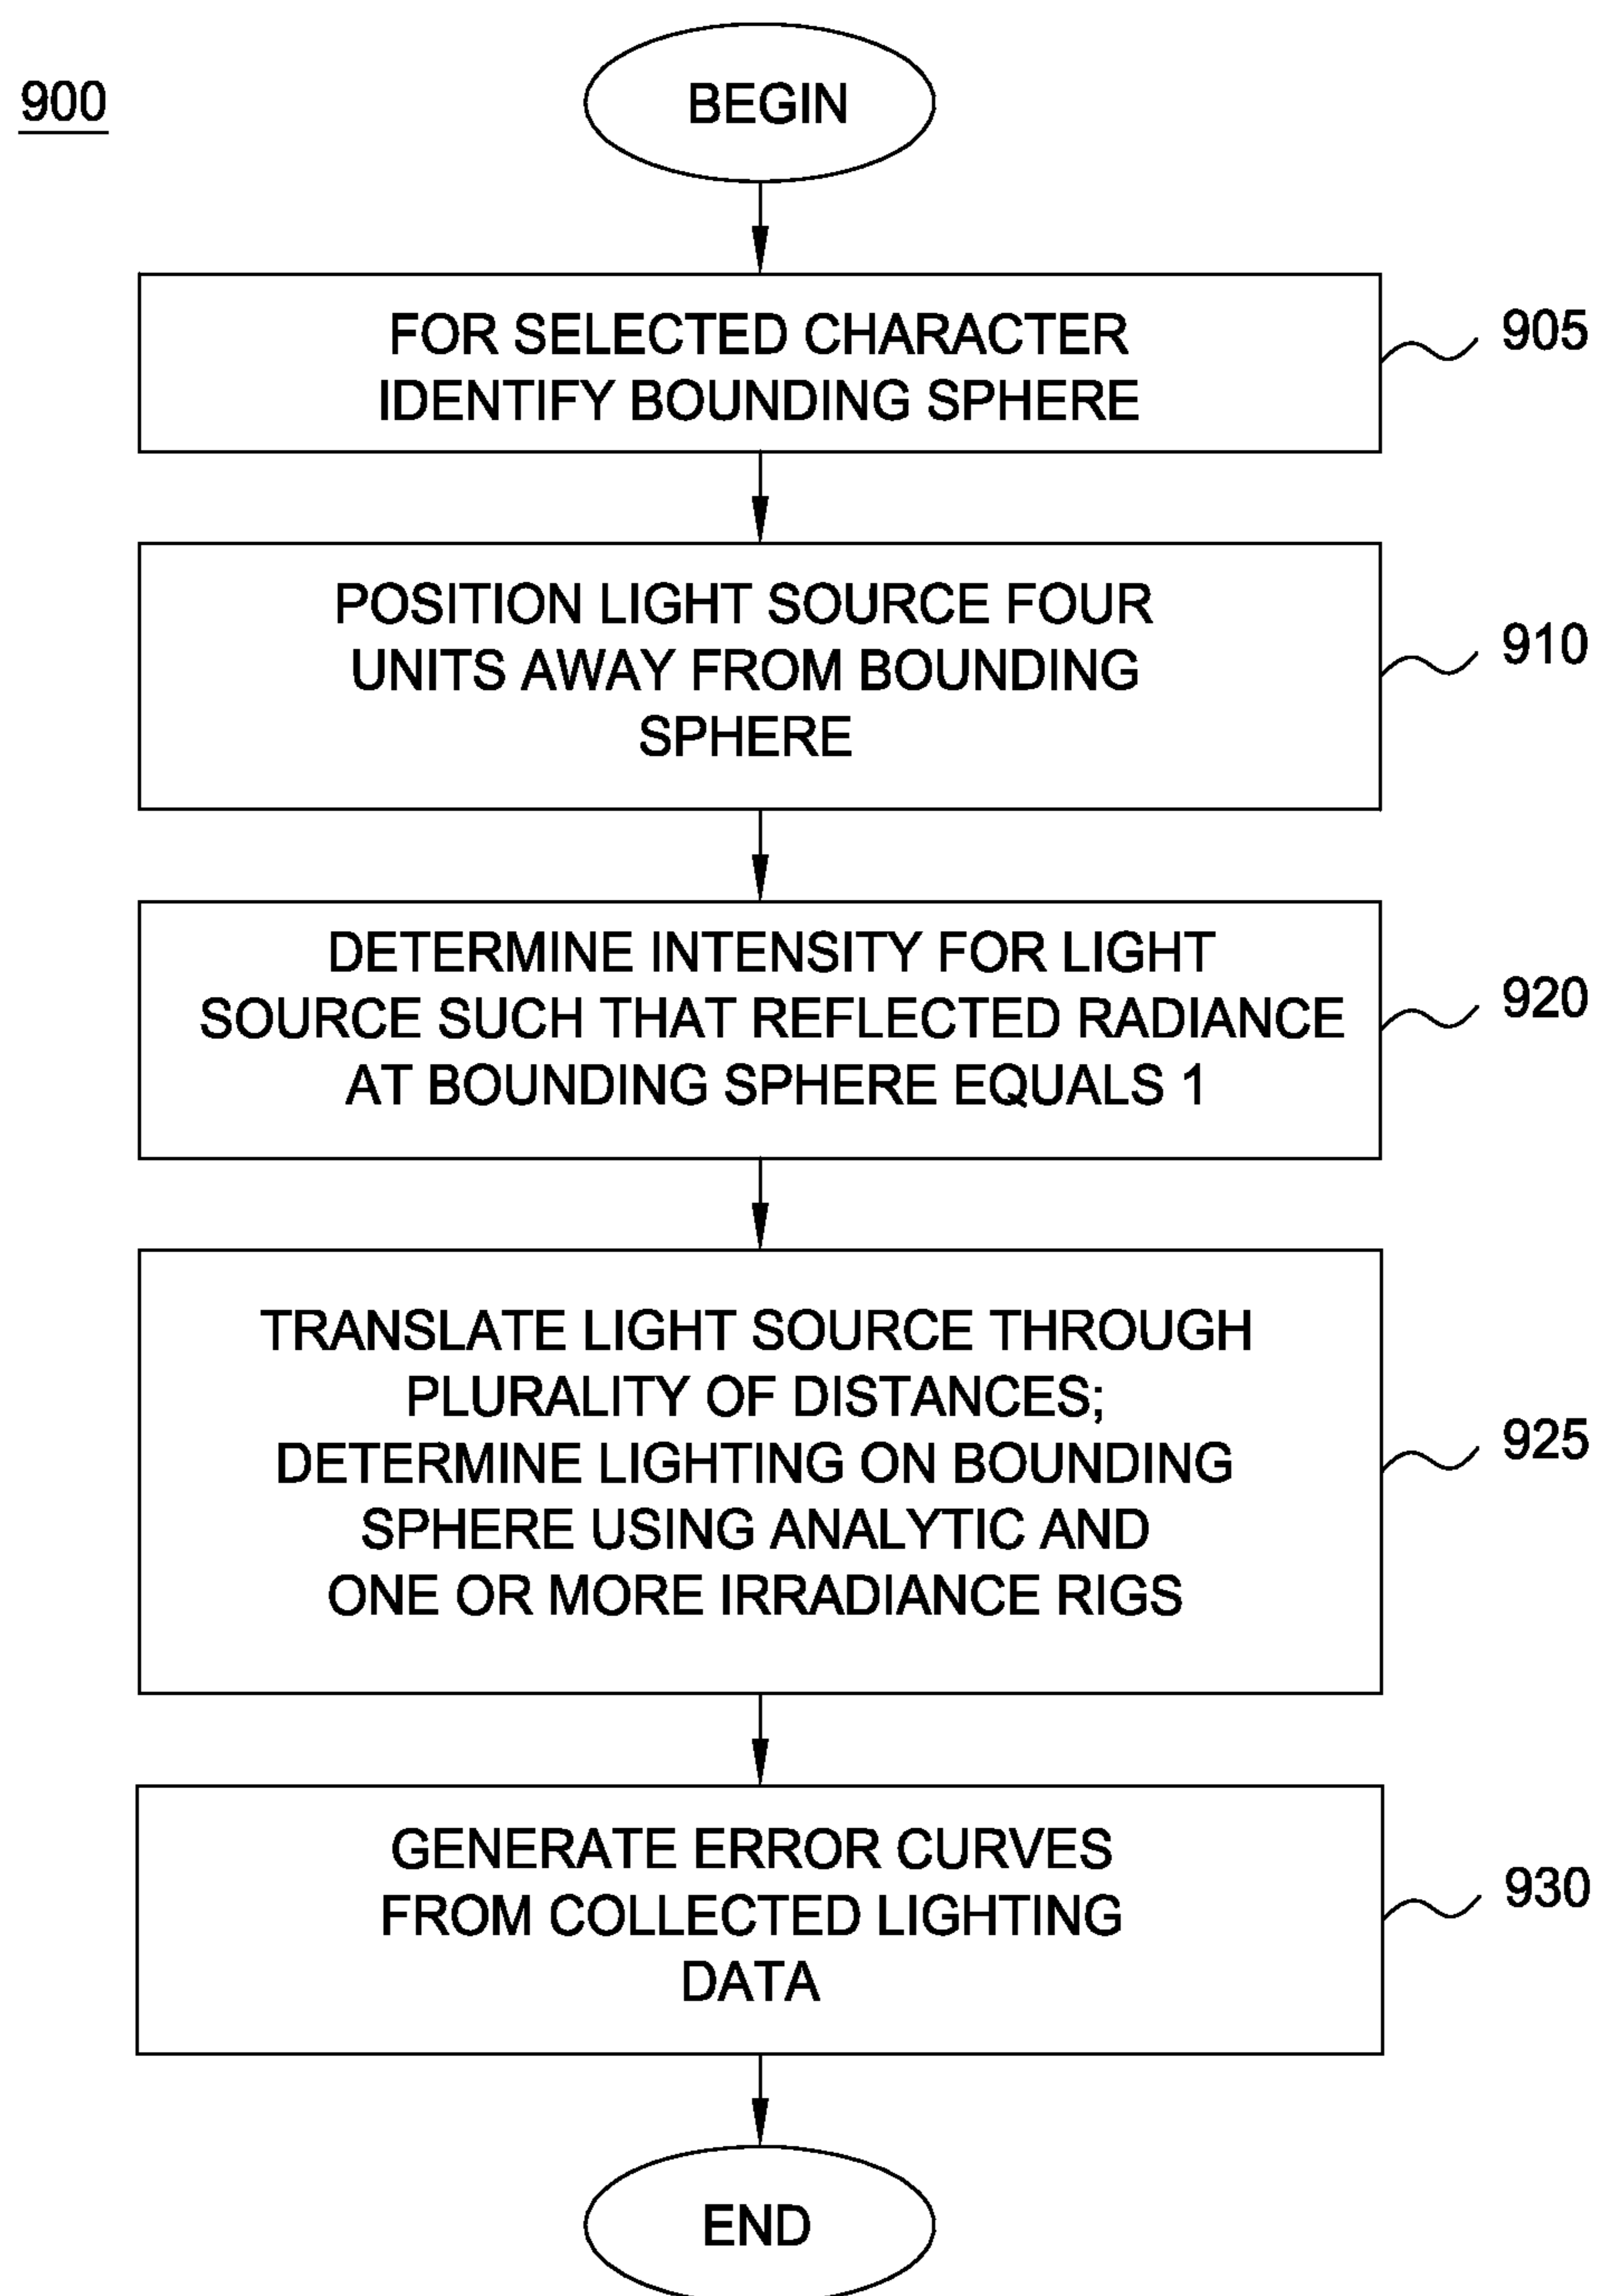 900
BEGIN
FOR SELECTED CHARACTER
IDENTIFY BOUNDING SPHERE
905
POSITION LIGHT SOURCE FOUR
UNITS AWAY FROM BOUNDING
SPHERE
910
DETERMINE INTENSITY FOR LIGHT
SOURCE SUCH THAT REFLECTED RADIANCE
AT BOUNDING SPHERE EQUALS 1
920
TRANSLATE LIGHT SOURCE THROUGH
PLURALITY OF DISTANCES;
DETERMINE LIGHTING ON BOUNDING
SPHERE USING ANALYTIC AND
ONE OR MORE IRRADIANCE RIGS
925
GENERATE ERROR CURVES
FROM COLLECTED LIGHTING
DATA
930
END